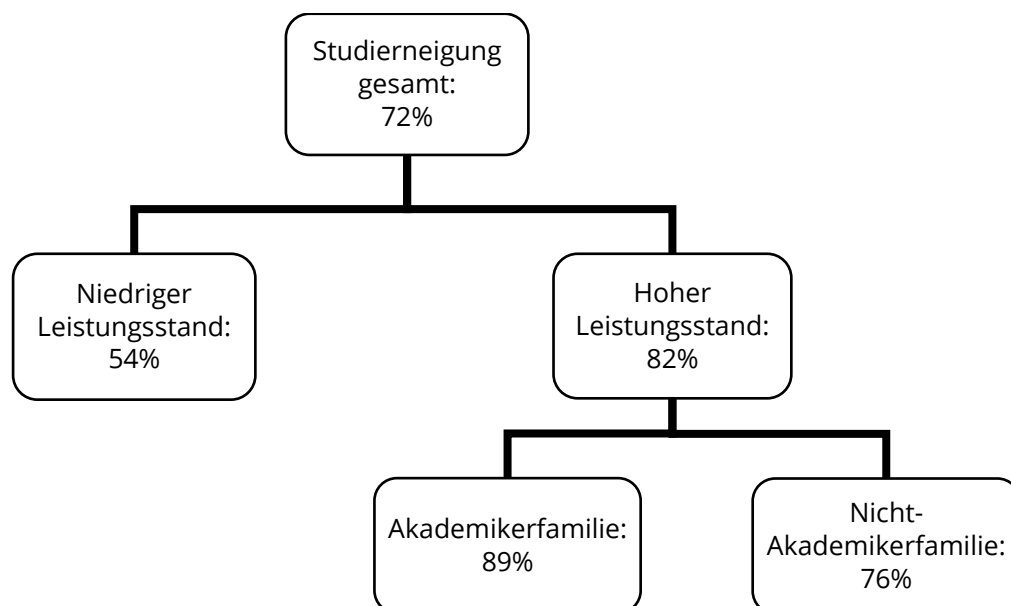 Studierneigung
gesamt:
72%
Niedriger
Leistungsstand:
54%
Hoher
Leistungsstand:
82%
Akademikerfamilie:
89%
Nicht-
Akademikerfamilie:
76%